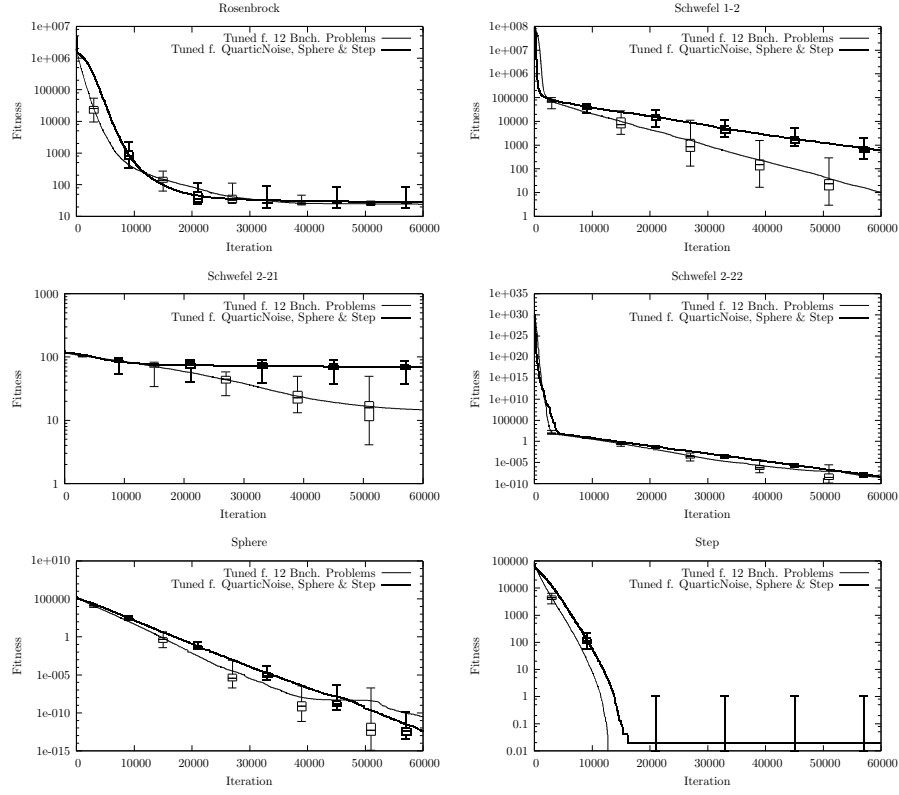 Rosenbrock
1e+007
1e+006
100000
10000
1000
100
10
0 10000 20000 30000 40000 50000 60000
Fitness
Iteration
Tuned f. 12 Bnch. Problems
Tuned f. QuarticNoise, Sphere & Step
Schwefel 1-2
1e+008
1e+007
1e+006
100000
10000
1000
100
10
1
0 10000 20000 30000 40000 50000 60000
Fitness
Iteration
Tuned f. 12 Bnch. Problems
Tuned f. QuarticNoise, Sphere & Step
Schwefel 2-21
1000
100
10
1
0 10000 20000 30000 40000 50000 60000
Fitness
Iteration
Tuned f. 12 Bnch. Problems
Tuned f. QuarticNoise, Sphere & Step
Schwefel 2-22
1e+035
1e+030
1e+025
1e+020
1e+015
1e+010
100000
1
1e-005
1e-010
0 10000 20000 30000 40000 50000 60000
Fitness
Iteration
Tuned f. 12 Bnch. Problems
Tuned f. QuarticNoise, Sphere & Step
Sphere
1e+010
100000
1
1e-005
1e-010
1e-015
0 10000 20000 30000 40000 50000 60000
Fitness
Iteration
Tuned f. 12 Bnch. Problems
Tuned f. QuarticNoise, Sphere & Step
Step
100000
10000
1000
100
10
1
0.1
0.01
0 10000 20000 30000 40000 50000 60000
Fitness
Iteration
Tuned f. 12 Bnch. Problems
Tuned f. QuarticNoise, Sphere & Step